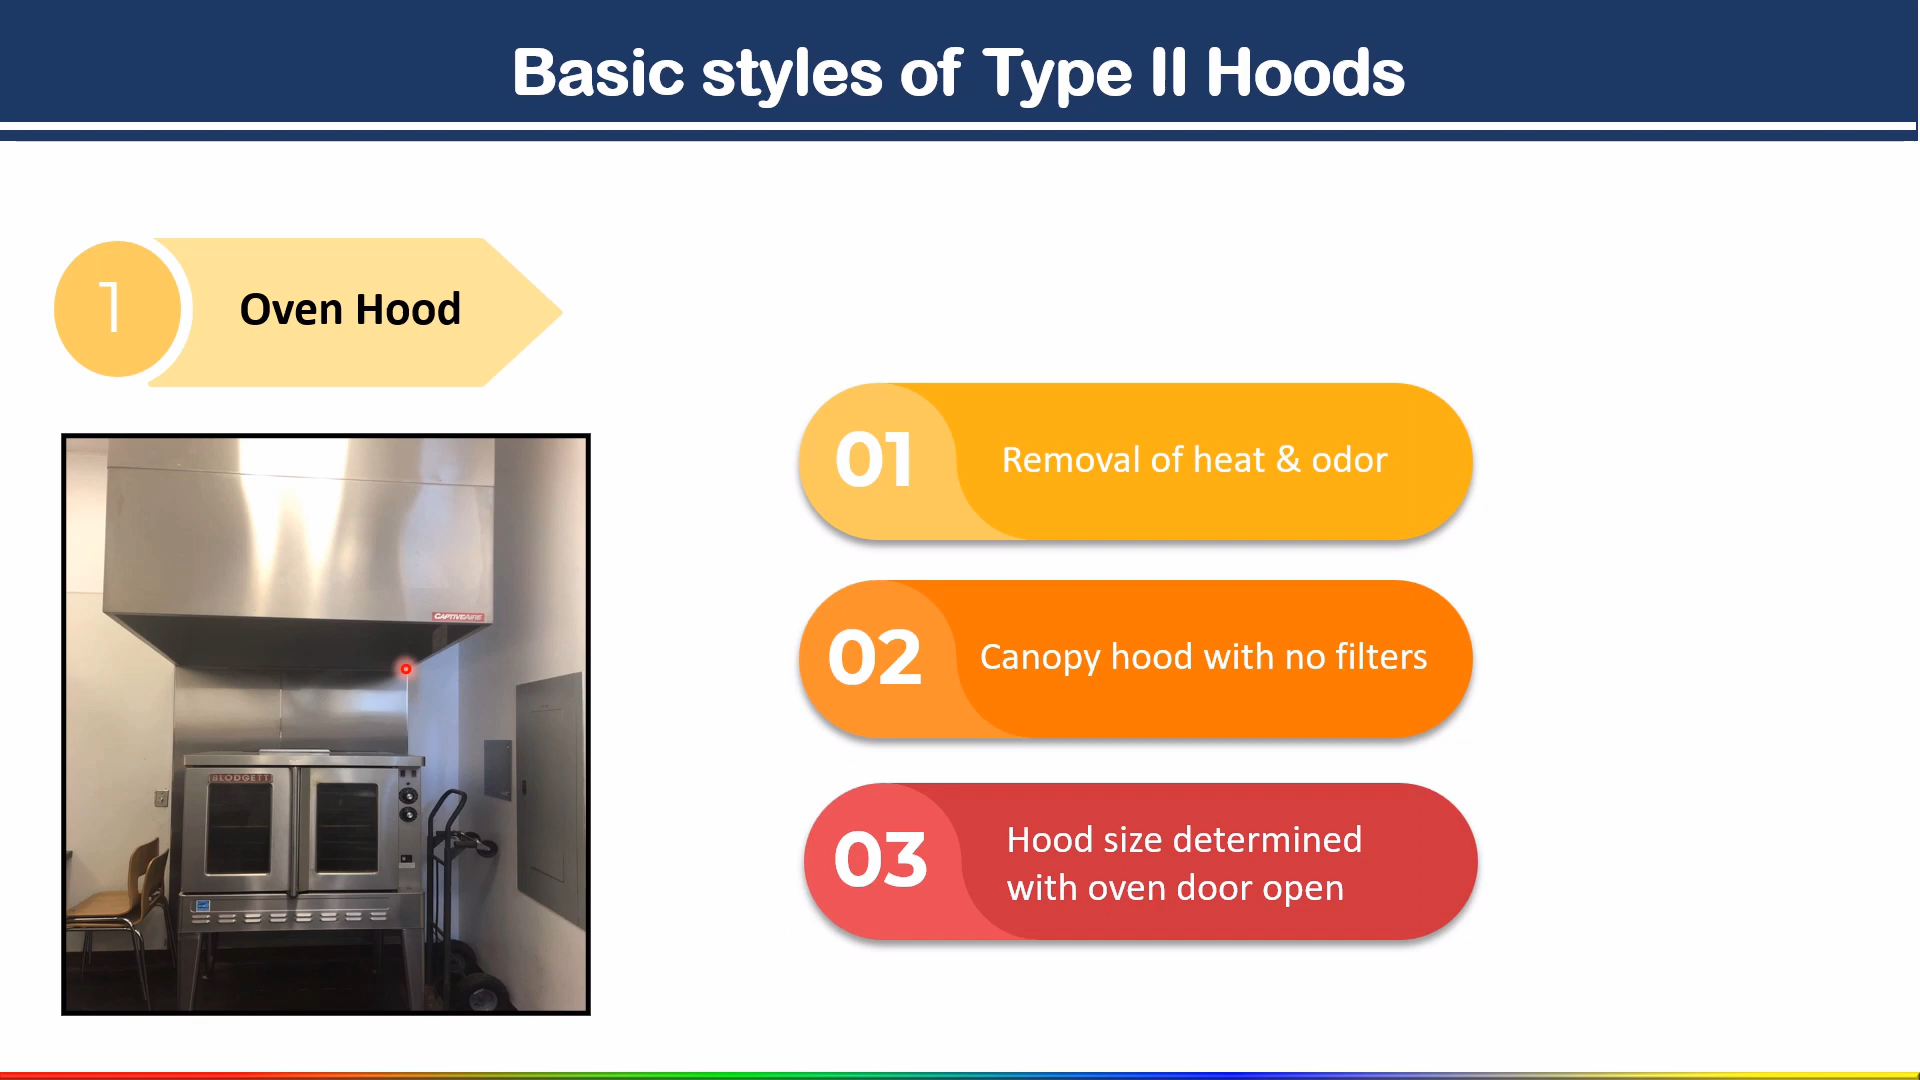 Basic styles of Type II Hoods
1
Oven Hood
CAPTIVEAIRE
BLODGETT
01
Removal of heat & odor
02
Canopy hood with no filters
03
Hood size determined
with oven door open